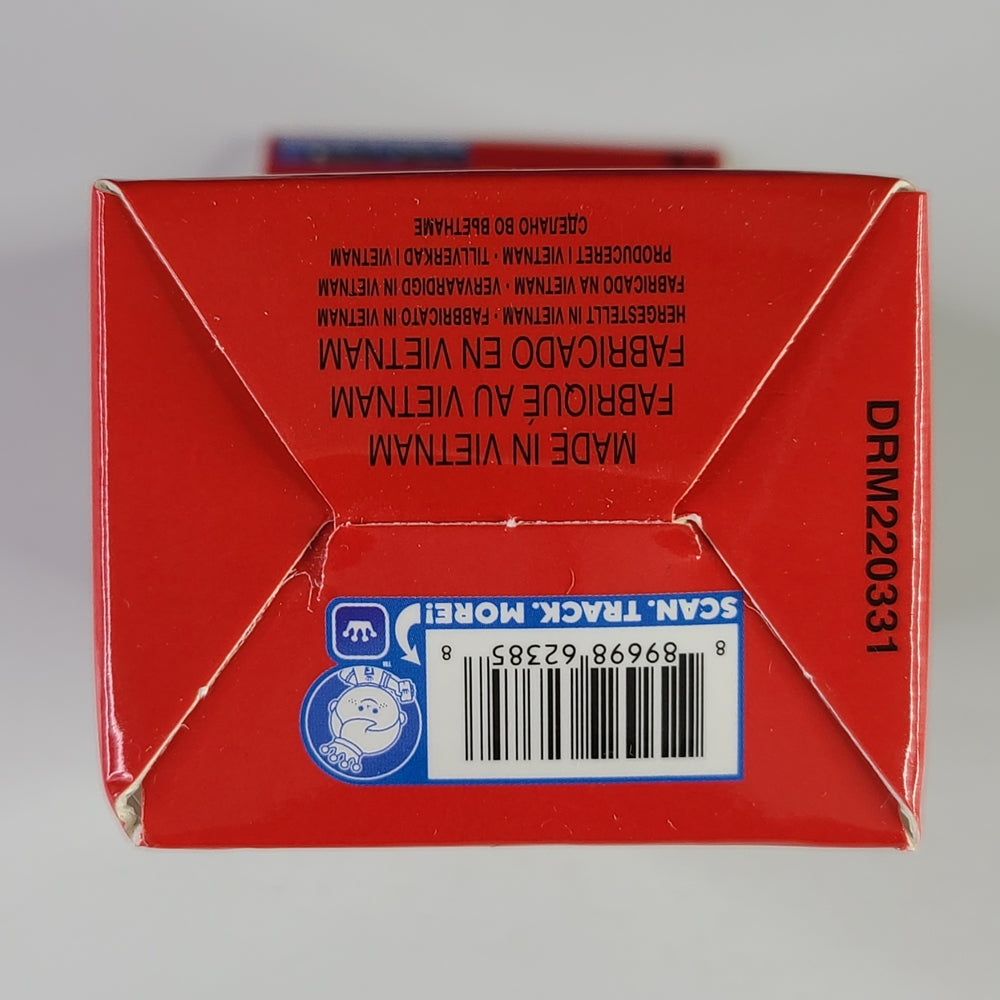 MADE IN VIETNAM
FABRIQUÉ AU VIETNAM
FABRICADO EN VIETNAM
HERGESTELLT IN VIETNAM • FABBRICATO IN VIETNAM
FABRICADO NA VIETNAM • VERVAARDIGD IN VIETNAM
PRODUCERET I VIETNAM • TILLVERKAD I VIETNAM
СДЕЛАНО ВО ВЬЕТНАМЕ
DRM220331
SCAN. TRACK. MORE!
8 89698 62385 8
TM